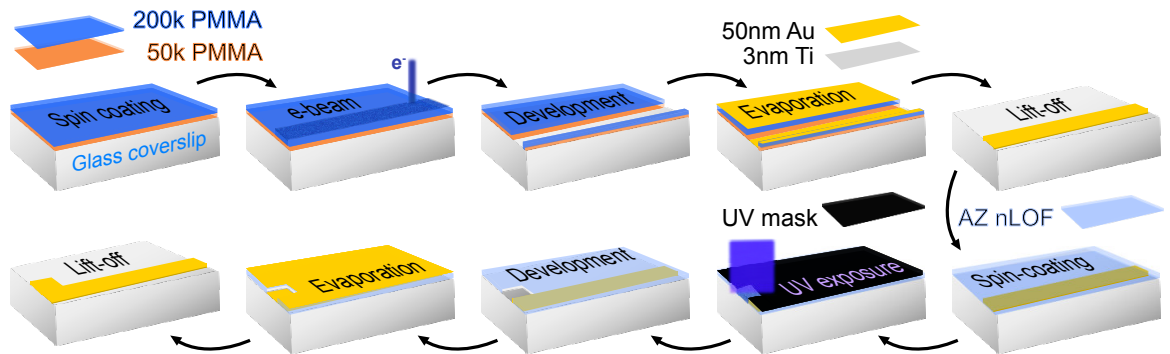 200k PMMA
50k PMMA
50nm Au
3nm Ti
e-
Spin coating
Glass coverslip
e-beam
Development
Evaporation
Lift-off
UV mask
AZ nLOF
Lift-off
Evaporation
Development
UV exposure
Spin-coating